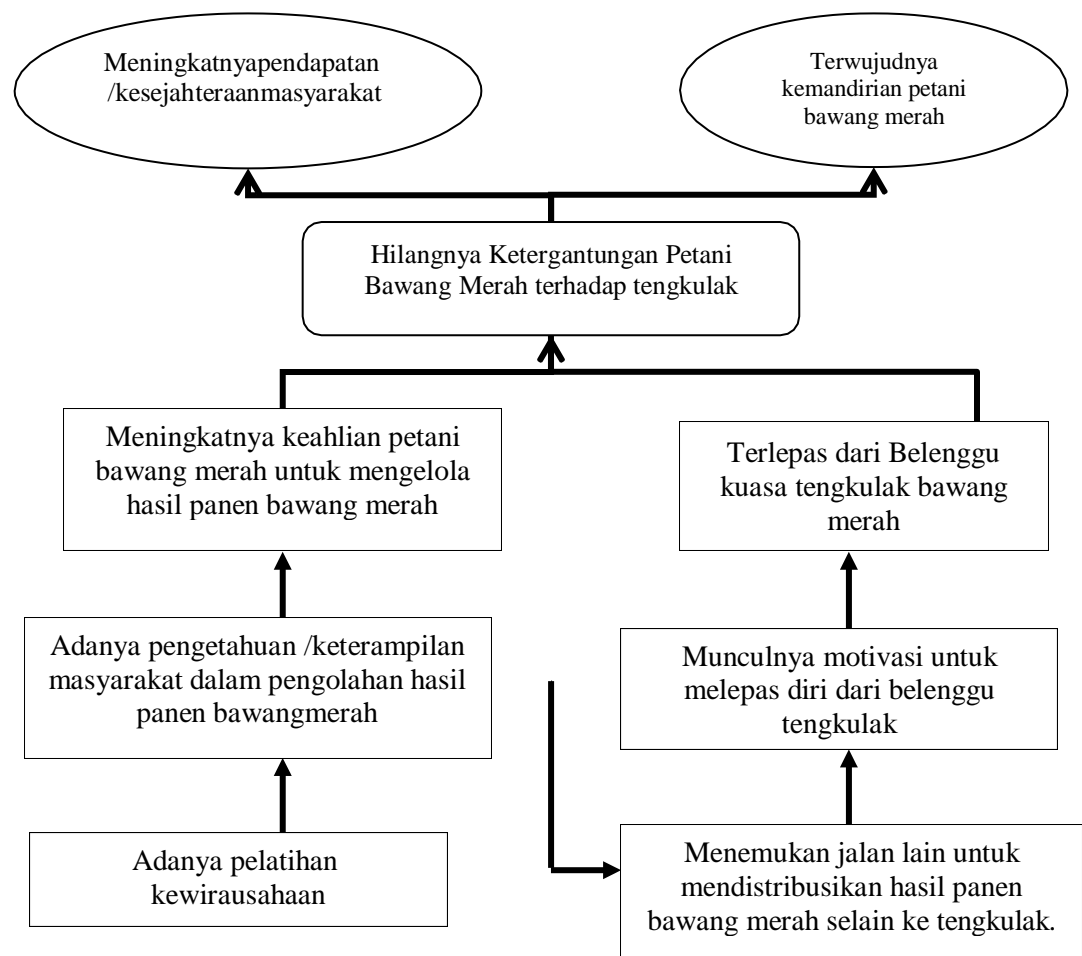 Meningkatnyapendapatan
/kesejahteraanmasyarakat
Terwujudnya
kemandirian petani
bawang merah
Hilangnya Ketergantungan Petani
Bawang Merah terhadap tengkulak
Meningkatnya keahlian petani
bawang merah untuk mengelola
hasil panen bawang merah
Terlepas dari Belenggu
kuasa tengkulak bawang
merah
Adanya pengetahuan /keterampilan
masyarakat dalam pengolahan hasil
panen bawangmerah
Munculnya motivasi untuk
melepas diri dari belenggu
tengkulak
Adanya pelatihan
kewirausahaan
Menemukan jalan lain untuk
mendistribusikan hasil panen
bawang merah selain ke tengkulak.